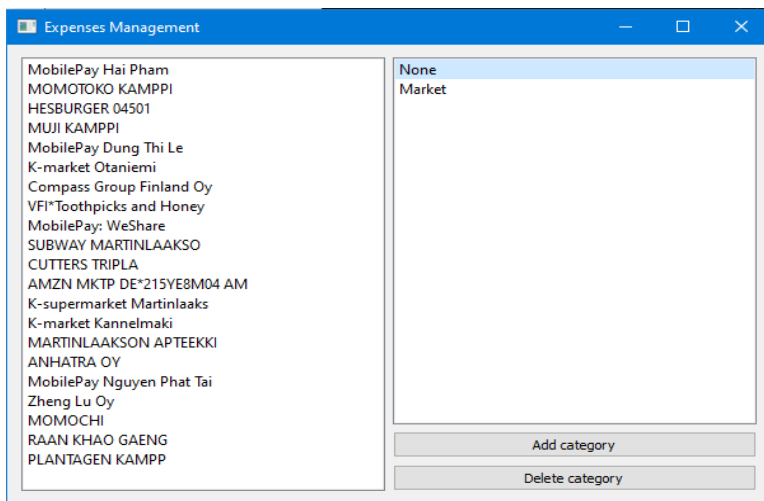 Expenses Management
MobilePay Hai Pham
MOMOTOKO KAMPPI
HESBURGER 04501
MUJI KAMPPI
MobilePay Dung Thi Le
K-market Otaniemi
Compass Group Finland Oy
VFI*Toothpicks and Honey
MobilePay: WeShare
SUBWAY MARTINLAAKSO
CUTTERS TRIPLA
AMZN MKTP DE*215YE8M04 AM
K-supermarket Martinlaaks
K-market Kannelmaki
MARTINLAAKSON APTEEKKI
ANHATRA OY
MobilePay Nguyen Phat Tai
Zheng Lu Oy
MOMOCHI
RAAN KHAO GAENG
PLANTAGEN KAMPP
None
Market
Add category
Delete category